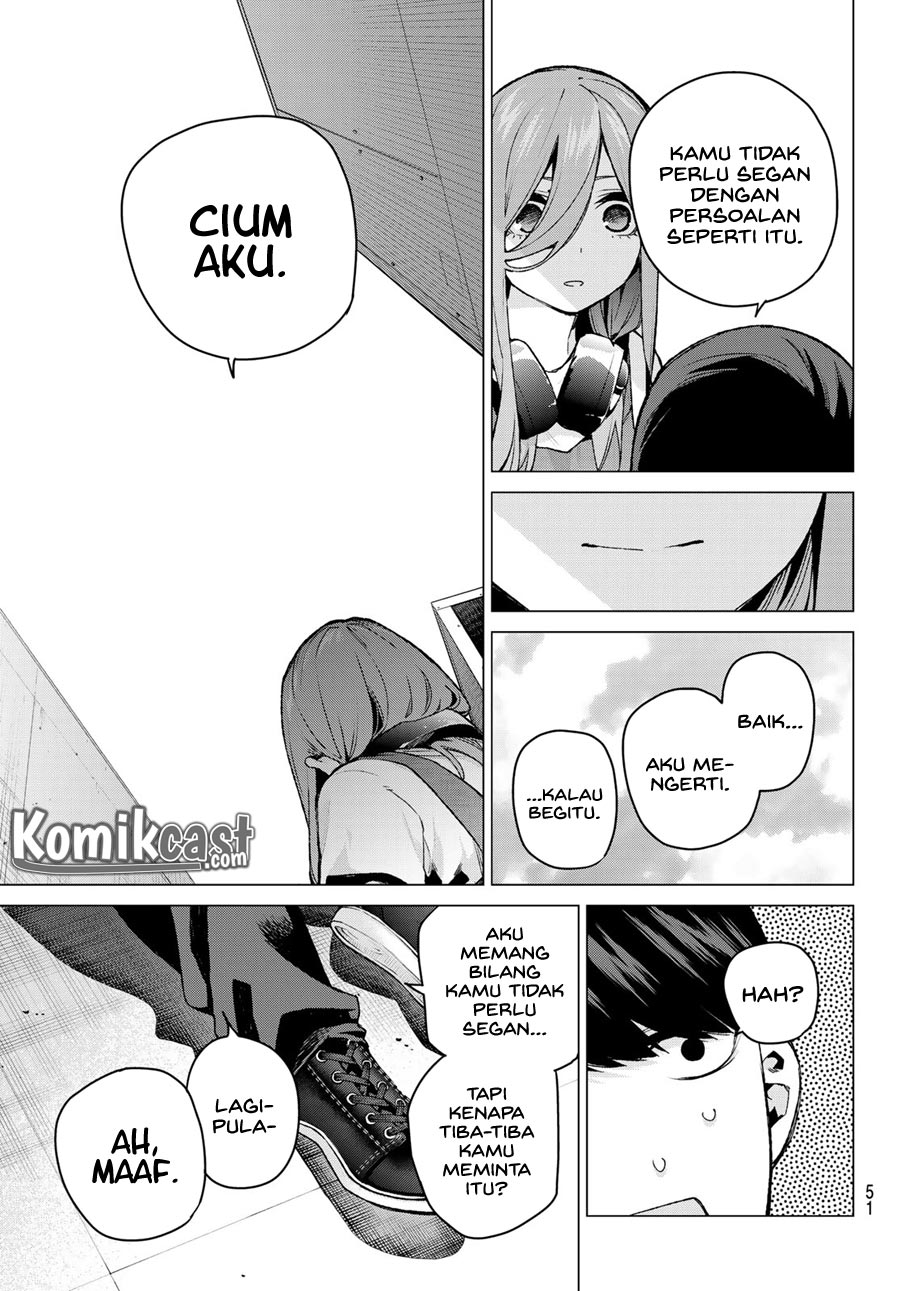 KAMU TIDAK
PERLU SEGAN
DENGAN
PERSOALAN
SEPERTI ITU.
BAIK...
AKU ME-
NGERTI.
...KALAU
BEGITU.
CIUM
AKU.
Komikcast
.com
HAH?
AKU
MEMANG
BILANG
KAMU TIDAK
PERLU
SEGAN...
TAPI
KENAPA
TIBA-TIBA
KAMU
MEMINTA
ITU?
LAGI-
PULA-
AH,
MAAF.
51